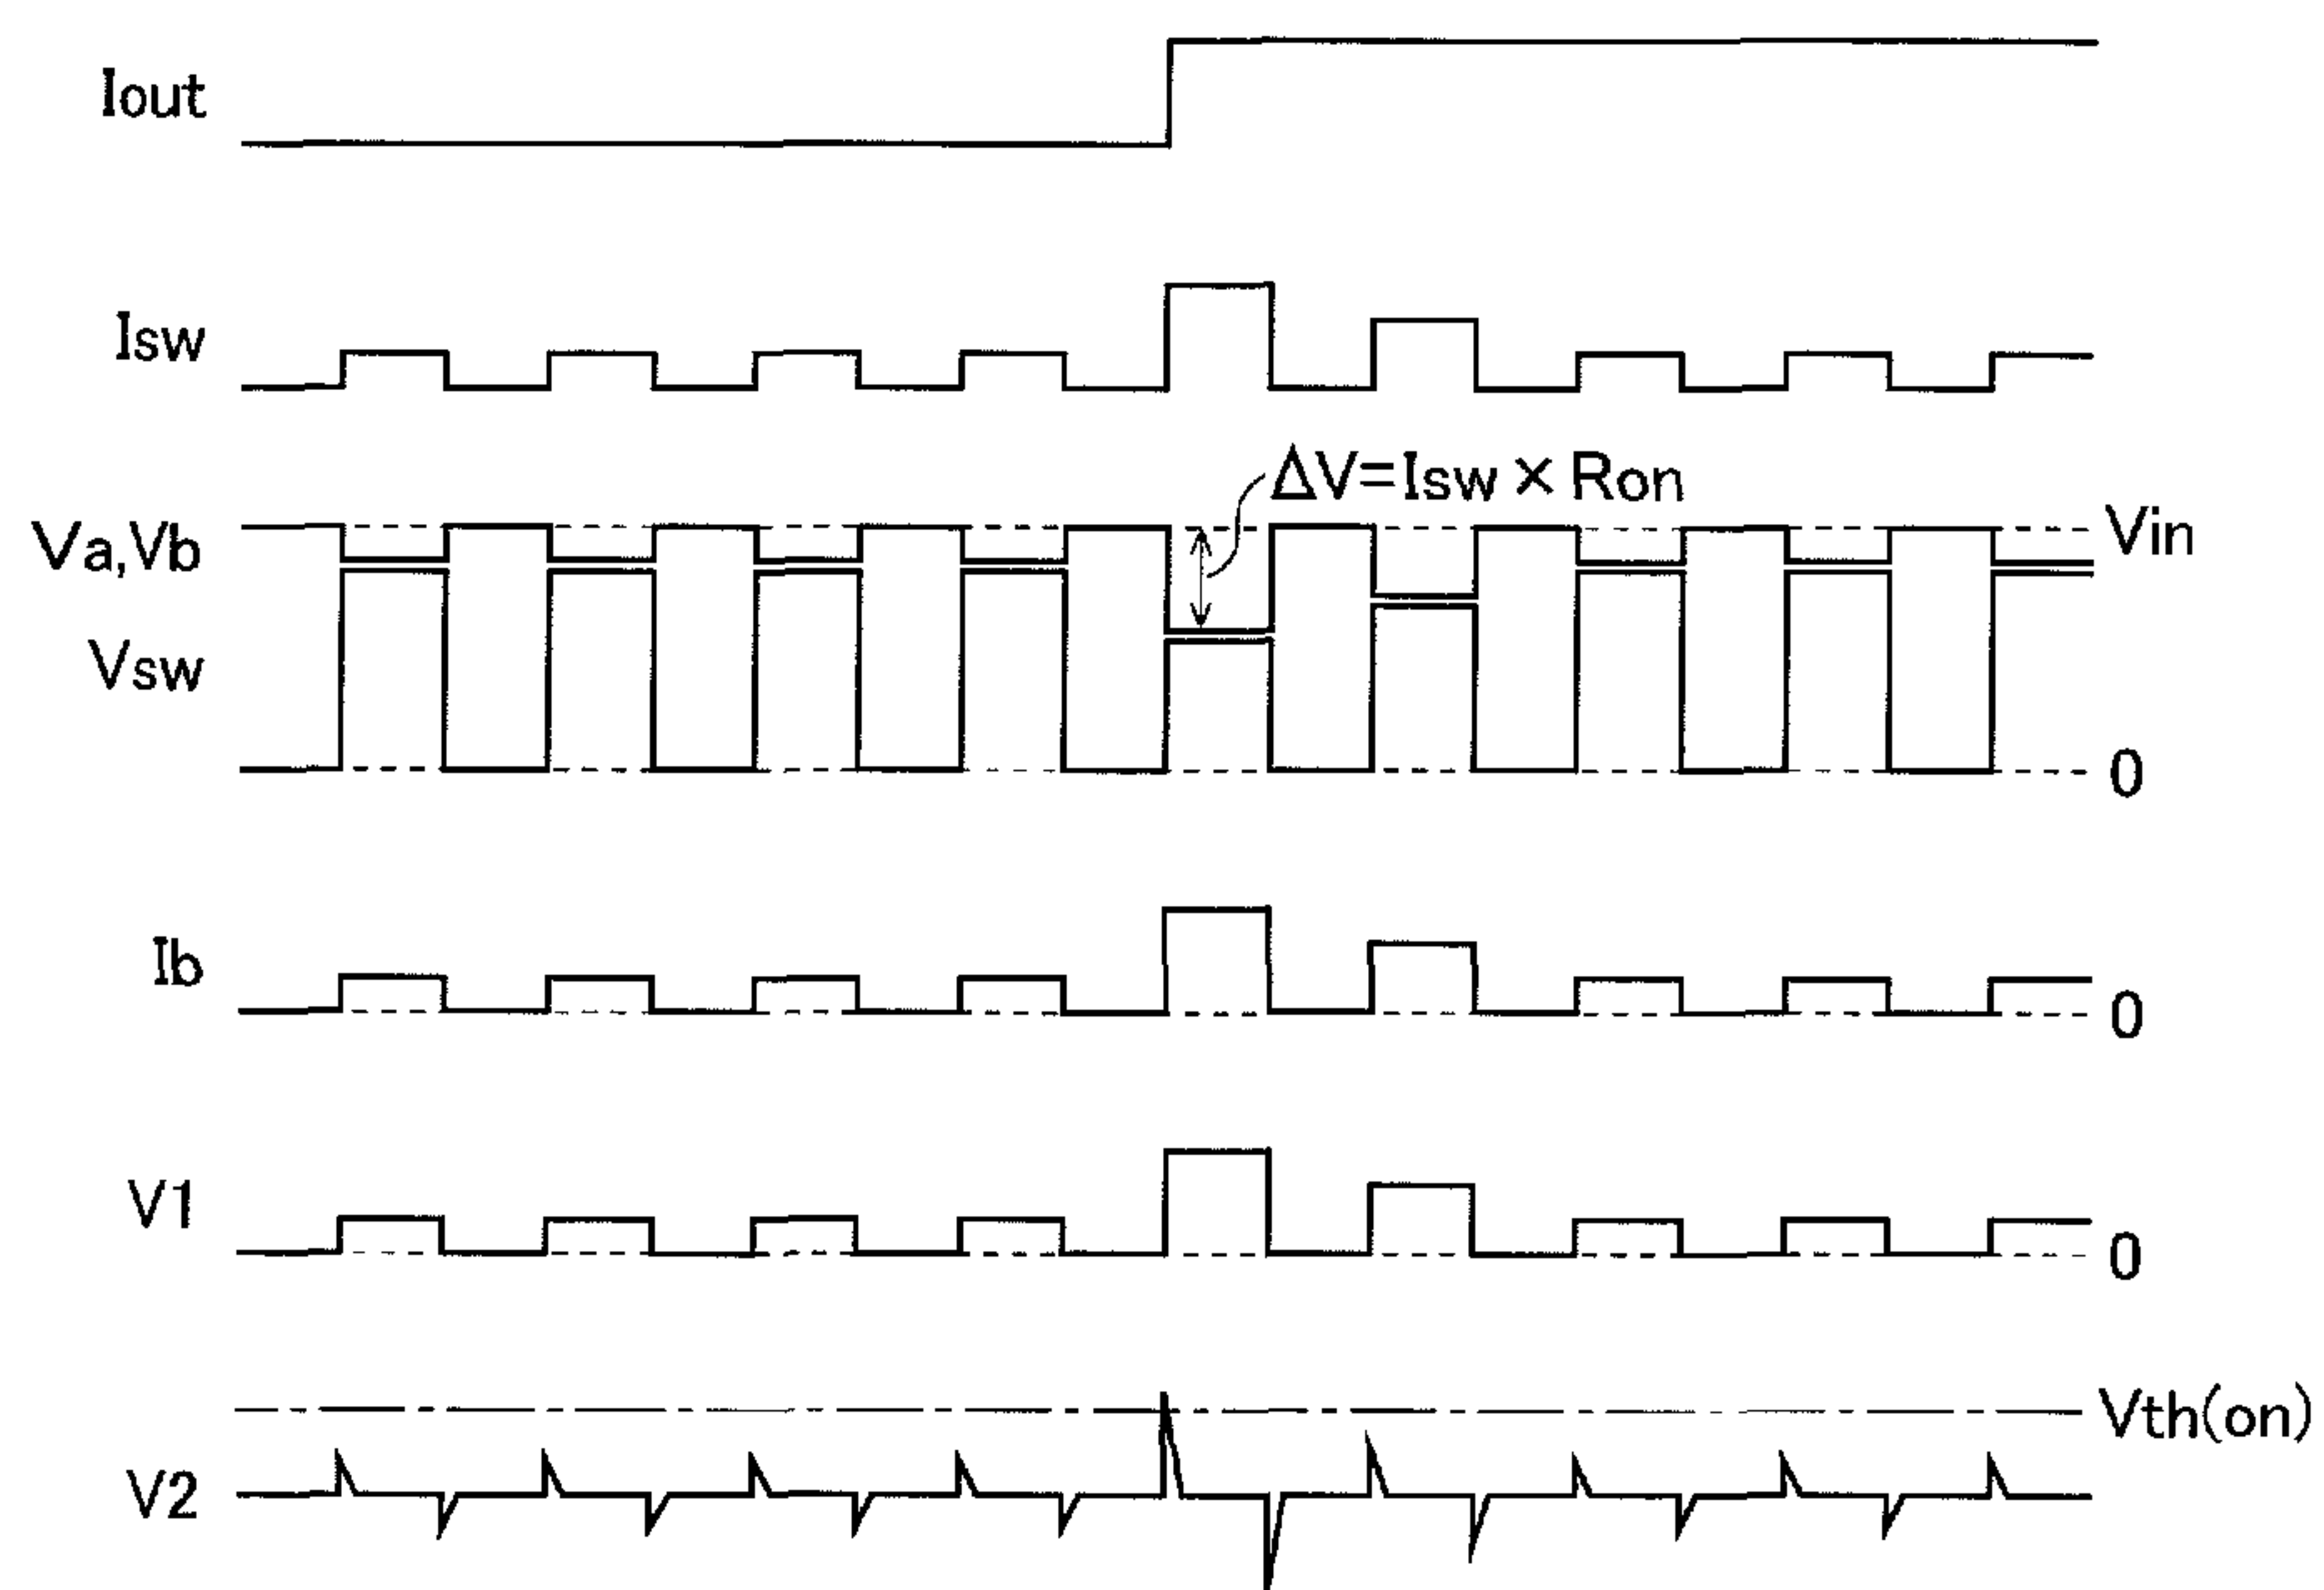 Iout
Isw
ΔV=Isw×Ron
Va,Vb
Vin
Vsw
0
Ib
0
V1
0
Vth(on)
V2